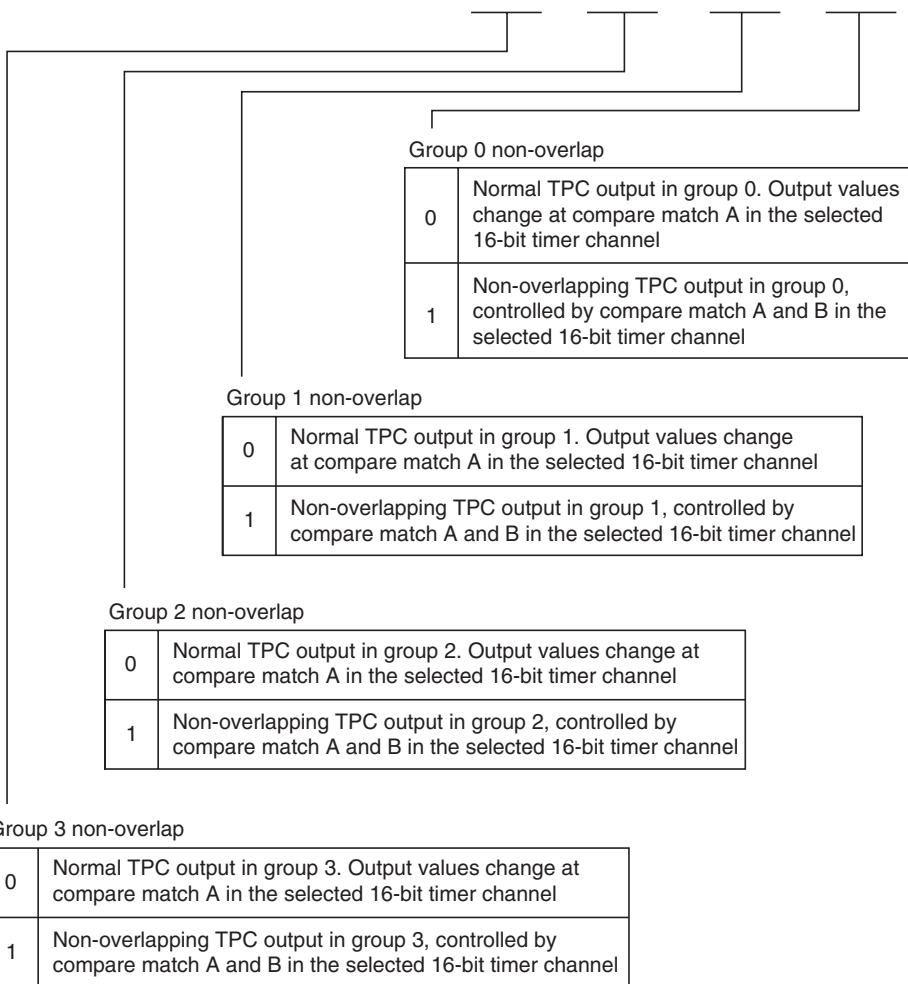 Group 0 non-overlap
0
Normal TPC output in group 0. Output values
change at compare match A in the selected
16-bit timer channel
1
Non-overlapping TPC output in group 0,
controlled by compare match A and B in the
selected 16-bit timer channel
Group 1 non-overlap
0
Normal TPC output in group 1. Output values change
at compare match A in the selected 16-bit timer channel
1
Non-overlapping TPC output in group 1, controlled by
compare match A and B in the selected 16-bit timer channel
Group 2 non-overlap
0
Normal TPC output in group 2. Output values change at
compare match A in the selected 16-bit timer channel
1
Non-overlapping TPC output in group 2, controlled by
compare match A and B in the selected 16-bit timer channel
Group 3 non-overlap
0
Normal TPC output in group 3. Output values change at
compare match A in the selected 16-bit timer channel
1
Non-overlapping TPC output in group 3, controlled by
compare match A and B in the selected 16-bit timer channel